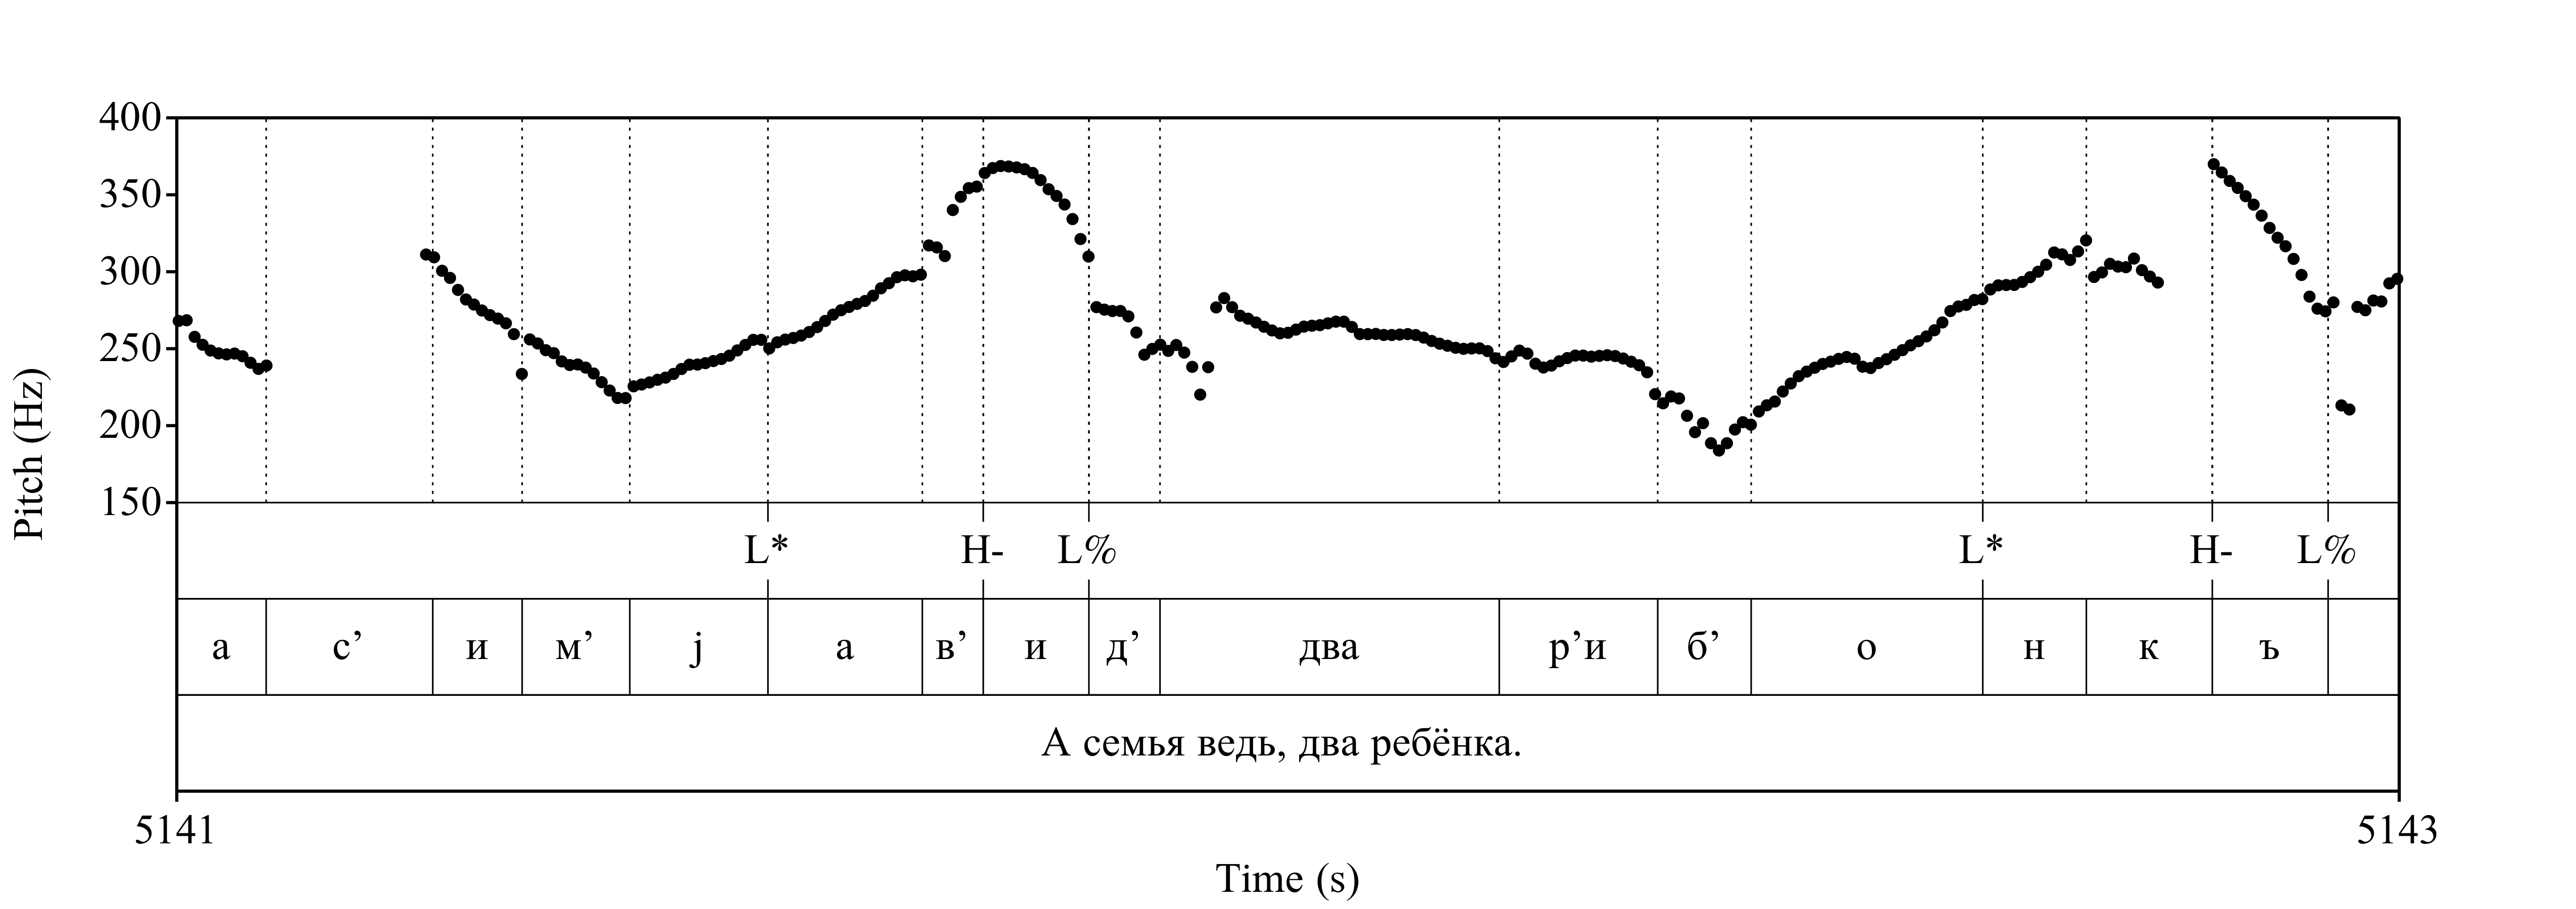 400
350
300
250
200
150
Pitch (Hz)
L* H- L% L* H- L%
а с’ и м’ j а в’ и д’ два р’и б’ о н к ъ
А семья ведь, два ребёнка.
5141 5143
Time (s)